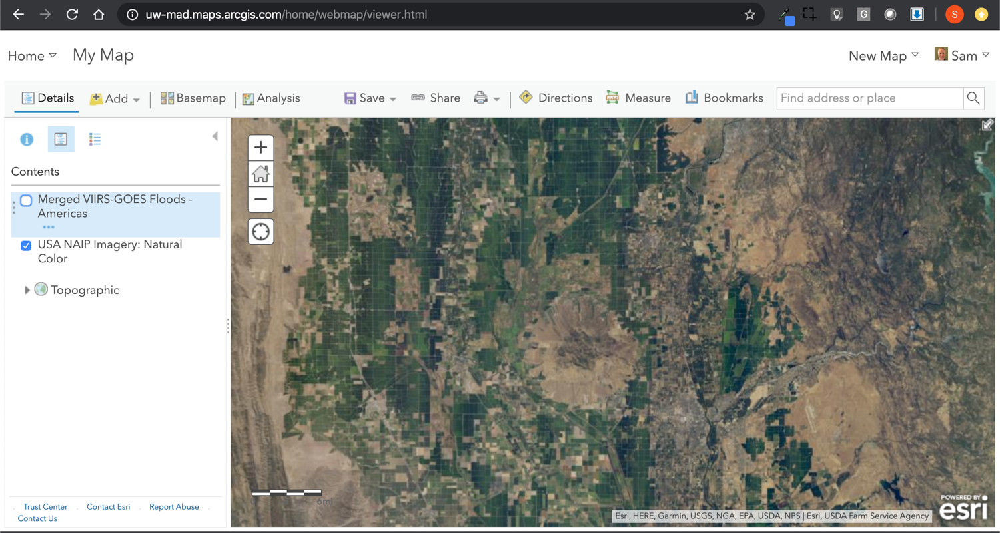 uw-mad.maps.arcgis.com/home/webmap/viewer.html
G
S
Home My Map New Map Sam
Details Add Basemap Analysis Save Share Directions Measure Bookmarks Find address or place
i
Contents
Merged VIIRS-GOES Floods -
Americas
USA NAIP Imagery: Natural
Color
Topographic
6mi
Trust Center Contact Esri Report Abuse
Contact Us
Esri, HERE, Garmin, USGS, NGA, EPA, USDA, NPS | Esri, USDA Farm Service Agency
POWERED BY
esri